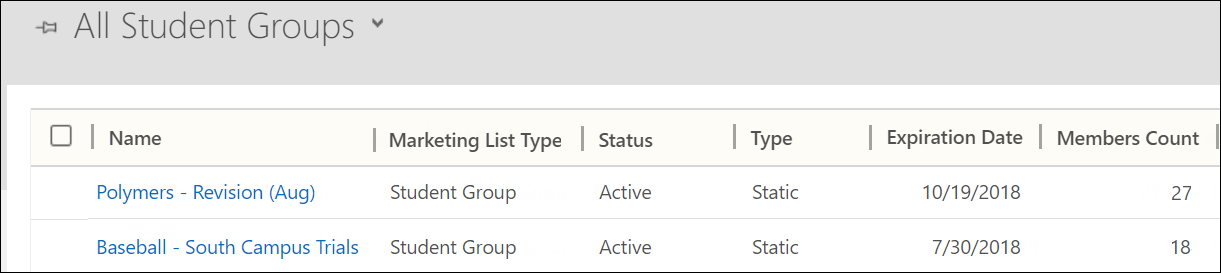 All Student Groups
Name Marketing List Type Status Type Expiration Date Members Count
Polymers - Revision (Aug) Student Group Active Static 10/19/2018 27
Baseball - South Campus Trials Student Group Active Static 7/30/2018 18